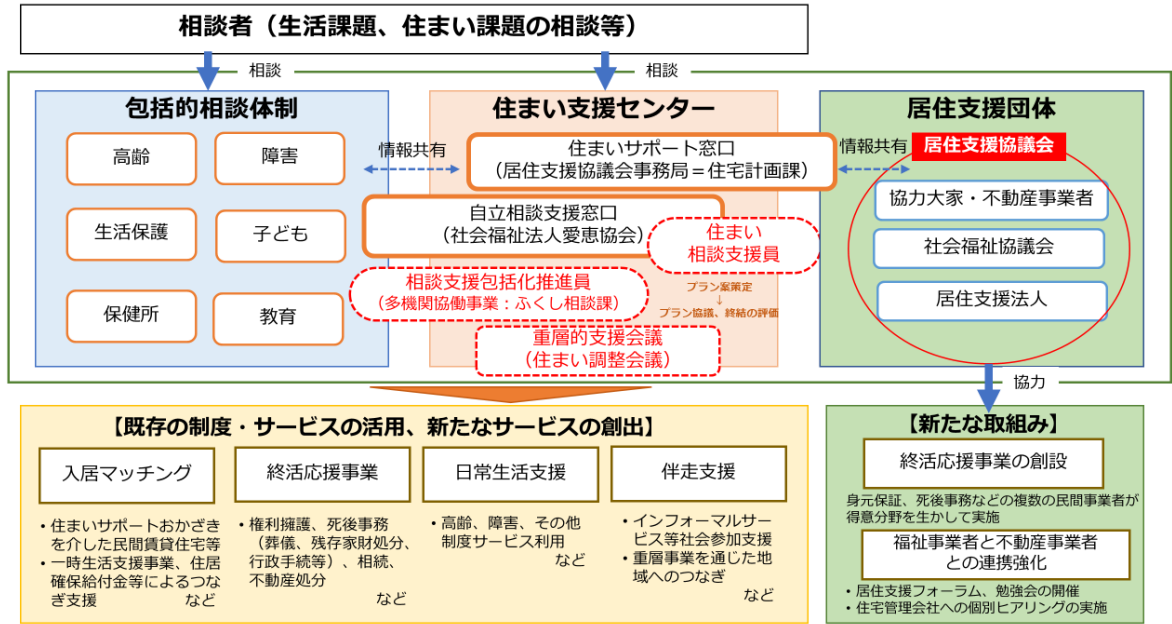 相談者（生活課題、住まい課題の相談等）
相談
相談
包括的相談体制
高齢
障害
生活保護
子ども
保健所
教育
情報共有
住まい支援センター
住まいサポート窓口
（居住支援協議会事務局＝住宅計画課）
自立相談支援窓口
（社会福祉法人愛恵協会）
住まい
相談支援員
相談支援包括化推進員
（多機関協働事業：ふくし相談課）
プラン案策定
↓
プラン協議、終結の評価
重層的支援会議
（住まい調整会議）
情報共有
居住支援団体
居住支援協議会
協力大家・不動産事業者
社会福祉協議会
居住支援法人
協力
【既存の制度・サービスの活用、新たなサービスの創出】
入居マッチング
• 住まいサポートおかざき
を介した民間賃貸住宅等
• 一時生活支援事業、住居
確保給付金等によるつな
ぎ支援　など
終活応援事業
• 権利擁護、死後事務
（葬儀、残存家財処分、
行政手続等）、相続、
不動産処分
など
日常生活支援
• 高齢、障害、その他
制度サービス利用
など
伴走支援
• インフォーマルサー
ビス等社会参加支援
• 重層事業を通じた地
域へのつなぎ
など
【新たな取組み】
終活応援事業の創設
身元保証、死後事務などの複数の民間事業者が
得意分野を生かして実施
福祉事業者と不動産事業者
との連携強化
• 居住支援フォーラム、勉強会の開催
• 住宅管理会社への個別ヒアリングの実施